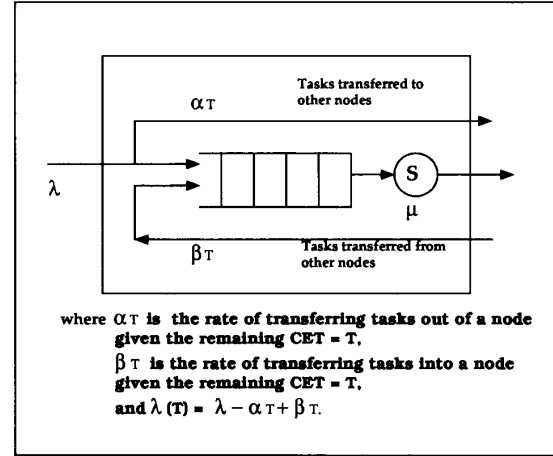 Tasks transferred to
other nodes
αT
λ
S
μ
βT
Tasks transferred from
other nodes
where αT is the rate of transferring tasks out of a node
given the remaining CET = T,
βT is the rate of transferring tasks into a node
given the remaining CET = T,
and λ (T) = λ − αT + βT.